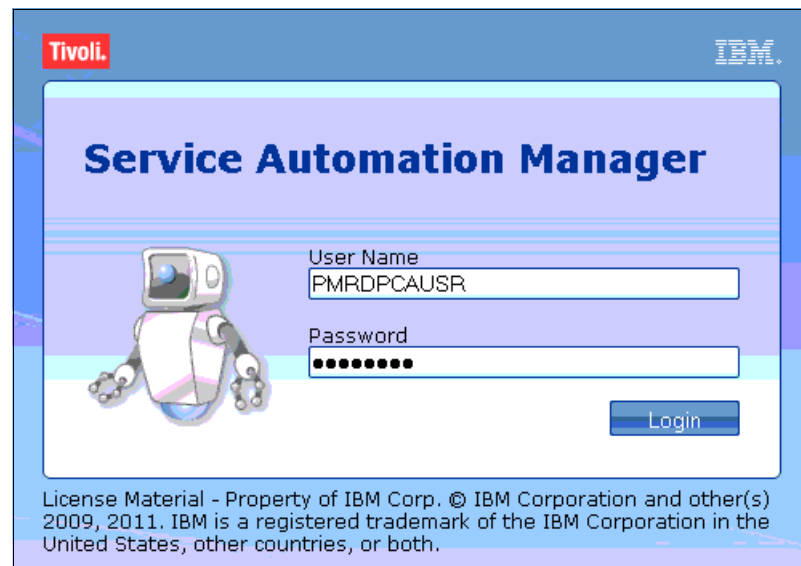 Tivoli.
IBM.
Service Automation Manager
User Name
PMRDPCAUSR
Password
●●●●●●●●
Login
License Material - Property of IBM Corp. © IBM Corporation and other(s)
2009, 2011. IBM is a registered trademark of the IBM Corporation in the
United States, other countries, or both.